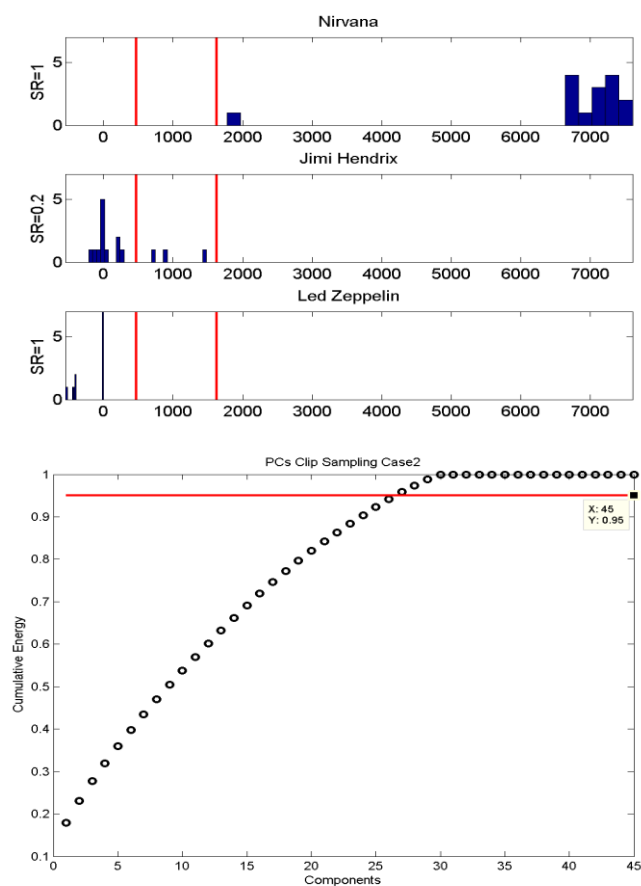 Nirvana
SR=1
5
0
0 1000 2000 3000 4000 5000 6000 7000
Jimi Hendrix
SR=0.2
5
0
0 1000 2000 3000 4000 5000 6000 7000
Led Zeppelin
SR=1
5
0
0 1000 2000 3000 4000 5000 6000 7000
PCs Clip Sampling Case2
Cumulative Energy
1
0.9
0.8
0.7
0.6
0.5
0.4
0.3
0.2
0.1
X: 45
Y: 0.95
0 5 10 15 20 25 30 35 40 45
Components